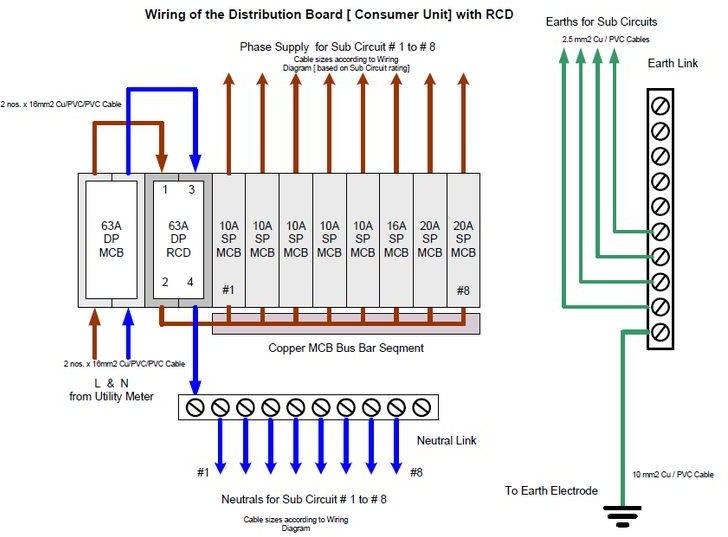 Wiring of the Distribution Board [ Consumer Unit] with RCD
Earths for Sub Circuits
2.5 mm2 Cu / PVC Cables
Phase Supply for Sub Circuit # 1 to # 8
Cable sizes according to Wiring
Diagram [ based on Sub Circuit rating]
Earth Link
2 nos. x 16mm2 Cu/PVC/PVC Cable
1
3
63A
DP
MCB
63A
DP
RCD
10A
SP
MCB
10A
SP
MCB
10A
SP
MCB
10A
SP
MCB
10A
SP
MCB
16A
SP
MCB
20A
SP
MCB
20A
SP
MCB
2
4
#1
#8
Copper MCB Bus Bar Seqment
2 nos. x 16mm2 Cu/PVC/PVC Cable
L & N
from Utility Meter
Neutral Link
#1
#8
Neutrals for Sub Circuit # 1 to # 8
Cable sizes according to Wiring
Diagram
10 mm2 Cu / PVC Cable
To Earth Electrode